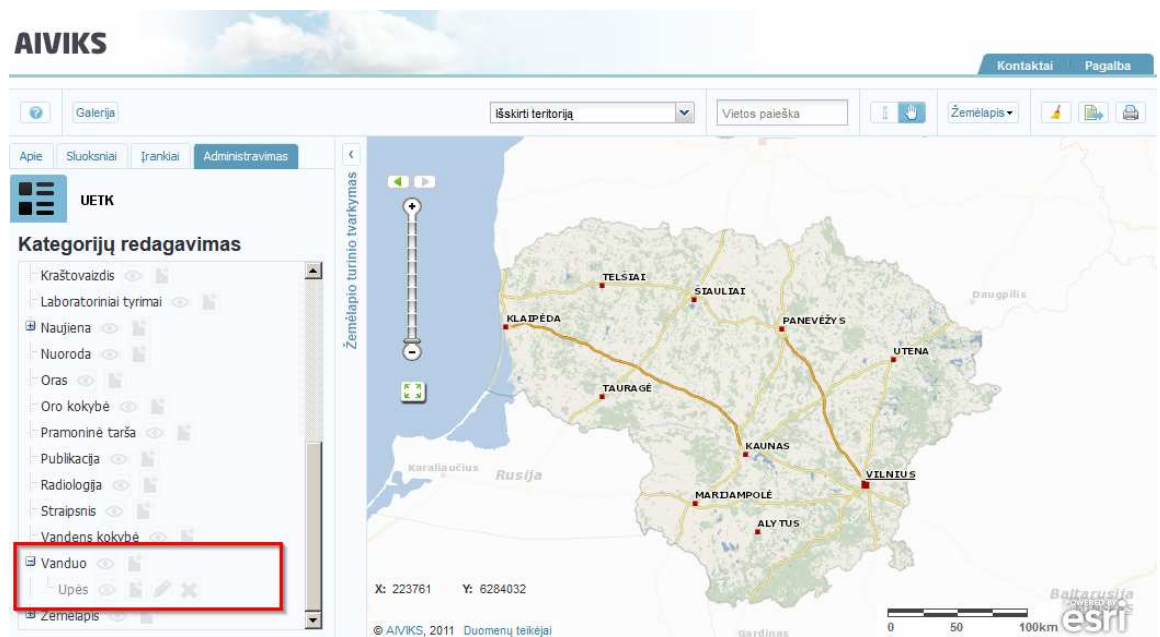 AIVIKS
Kontaktai Pagalba
Galerija
Išskirti teritoriją
Vietos paieška
Žemėlapis
Apie Sluoksniai Įrankiai Administravimas
UETK
Kategorijų redagavimas
Kraštovaizdis
Laboratoriniai tyrimai
Naujiena
Nuoroda
Oras
Oro kokybė
Pramoninė tarša
Publikacija
Radiologija
Straipsnis
Vandens kokybė
Vanduo
Upės
Žemėlapis
Žemėlapio turinio tvarkymas
TELŠIAI
ŠIAULIAI
Daugpilis
KLAIPĖDA
PANEVĖŽYS
UTENA
TAURAGĖ
KAUNAS
Karaliaučius
Rusija
VILNIUS
MARIJAMPOLĖ
ALYTUS
X: 223761 Y: 6284032
Baltarusija
POWERED BY
esri
0 50 100km
© AIVIKS, 2011 Duomenų teikėjai
Gardinas